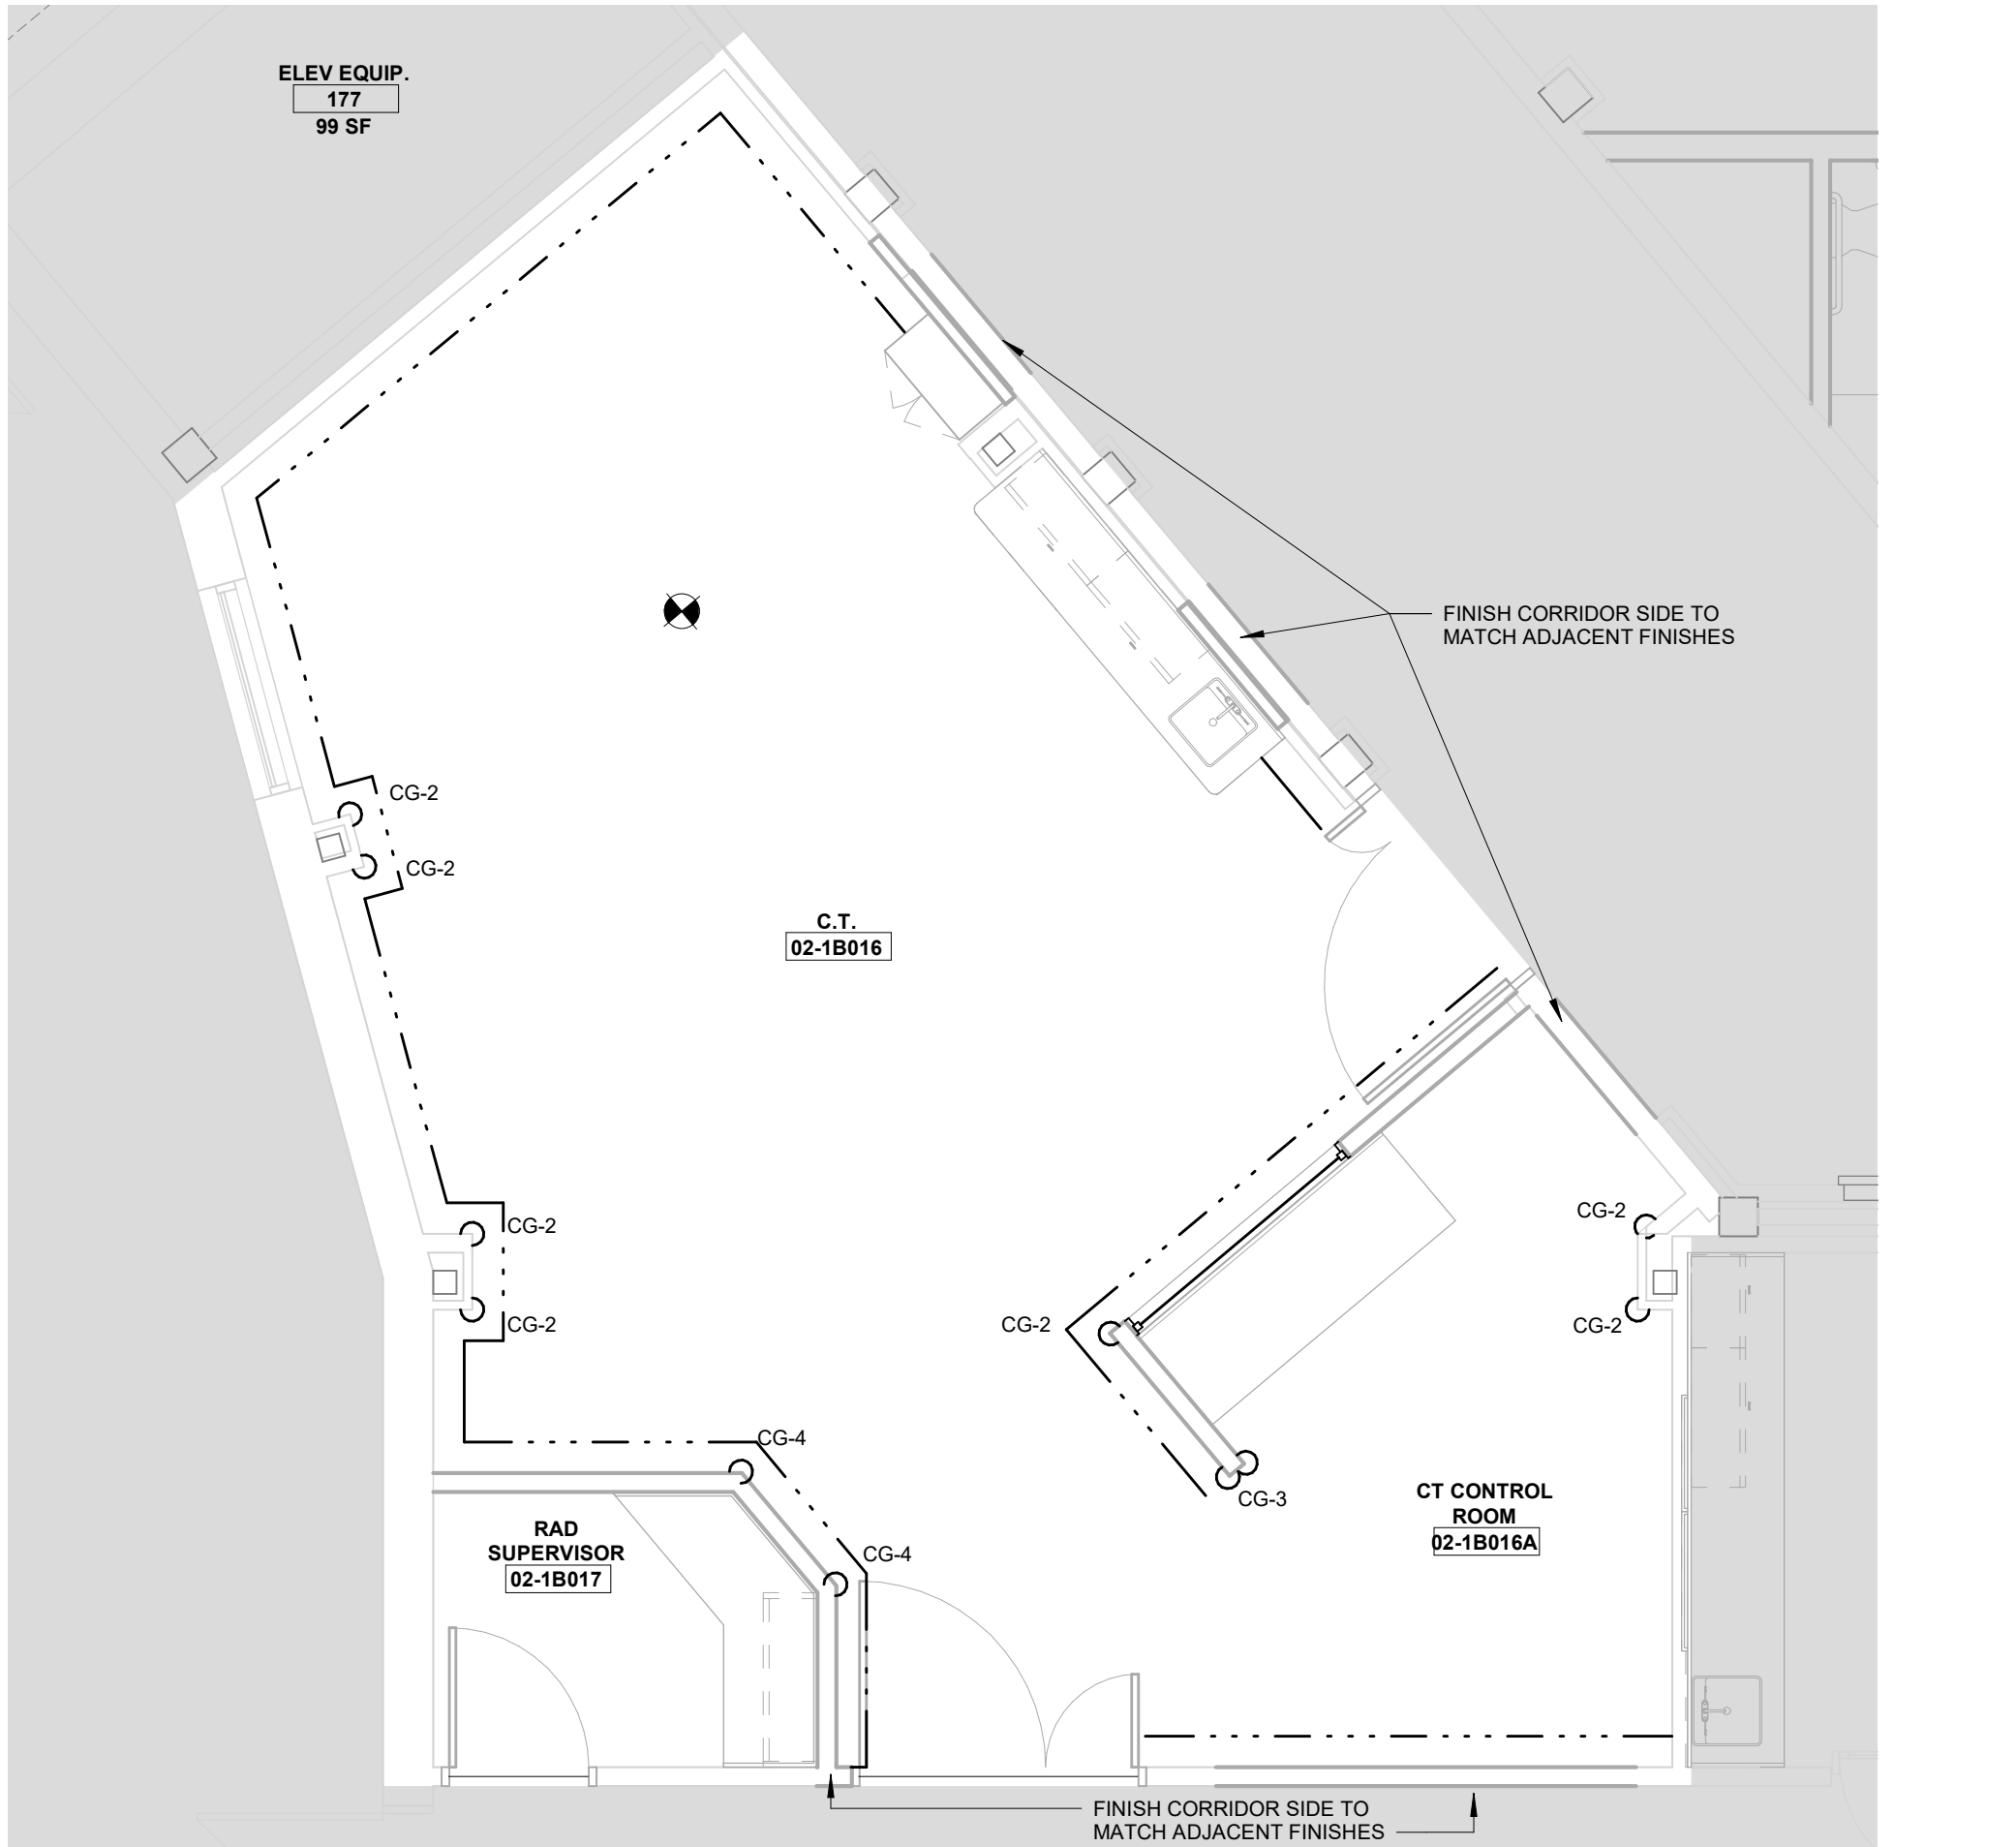 ELEV EQUIP.
177
99 SF
FINISH CORRIDOR SIDE TO
MATCH ADJACENT FINISHES
CG-2
CG-2
C.T.
02-1B016
CG-2
CG-2
CG-2
CG-2
CG-2
CG-4
CG-3
CT CONTROL
ROOM
02-1B016A
RAD
SUPERVISOR
02-1B017
CG-4
FINISH CORRIDOR SIDE TO
MATCH ADJACENT FINISHES